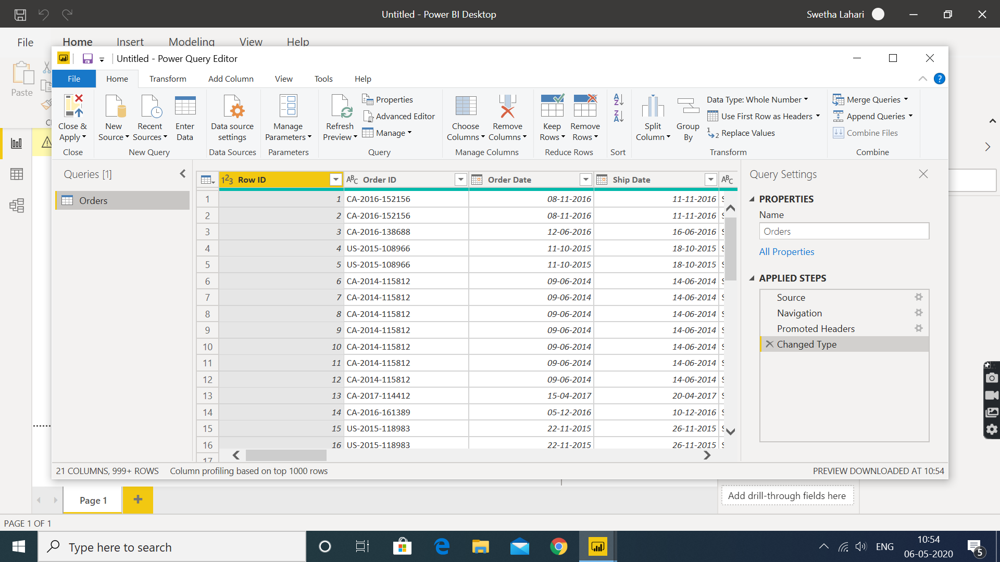 Untitled - Power BI Desktop
Swetha Lahari
File Home Insert Modeling View Help
Paste
Untitled - Power Query Editor
File Home Transform Add Column View Tools Help
Close & Apply
New Source
Recent Sources
Enter Data
Data source settings
Manage Parameters
Refresh Preview
Properties
Advanced Editor
Manage
Choose Columns
Remove Columns
Keep Rows
Remove Rows
Split Column
Group By
Data Type: Whole Number
Use First Row as Headers
Replace Values
Merge Queries
Append Queries
Combine Files
Close New Query Data Sources Parameters Query Manage Columns Reduce Rows Sort Transform Combine
Queries [1]
Orders
Row ID Order ID Order Date Ship Date
1 1 CA-2016-152156 08-11-2016 11-11-2016
2 2 CA-2016-152156 08-11-2016 11-11-2016
3 3 CA-2016-138688 12-06-2016 16-06-2016
4 4 US-2015-108966 11-10-2015 18-10-2015
5 5 US-2015-108966 11-10-2015 18-10-2015
6 6 CA-2014-115812 09-06-2014 14-06-2014
7 7 CA-2014-115812 09-06-2014 14-06-2014
8 8 CA-2014-115812 09-06-2014 14-06-2014
9 9 CA-2014-115812 09-06-2014 14-06-2014
10 10 CA-2014-115812 09-06-2014 14-06-2014
11 11 CA-2014-115812 09-06-2014 14-06-2014
12 12 CA-2014-115812 09-06-2014 14-06-2014
13 13 CA-2017-114412 15-04-2017 20-04-2017
14 14 CA-2016-161389 05-12-2016 10-12-2016
15 15 US-2015-118983 22-11-2015 26-11-2015
16 16 US-2015-118983 22-11-2015 26-11-2015
17
Query Settings
PROPERTIES
Name
Orders
All Properties
APPLIED STEPS
Source
Navigation
Promoted Headers
Changed Type
21 COLUMNS, 999+ ROWS Column profiling based on top 1000 rows
PREVIEW DOWNLOADED AT 10:54
Page 1
Add drill-through fields here
PAGE 1 OF 1
Type here to search
ENG
10:54
06-05-2020
5